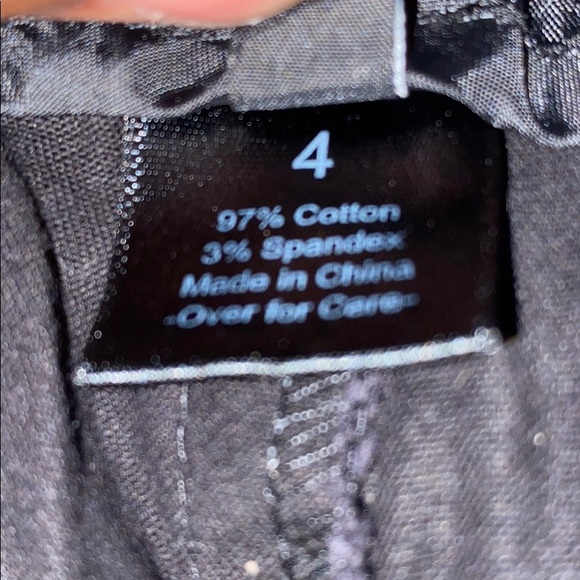 4
97% Cotton
3% Spandex
Made in China
-Over for Care-